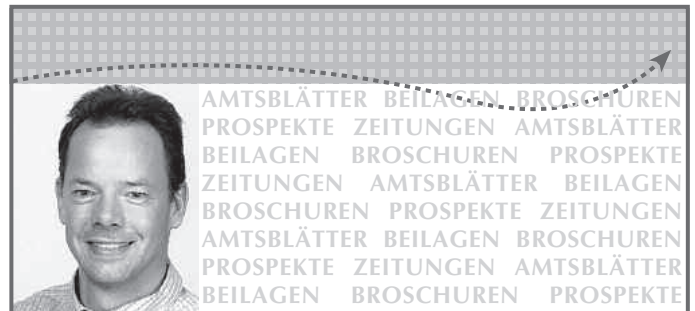 AMTSBLÄTTER BEILAGEN BROSCHUREN
PROSPEKTE ZEITUNGEN AMTSBLÄTTER
BEILAGEN BROSCHUREN PROSPEKTE
ZEITUNGEN AMTSBLÄTTER BEILAGEN
BROSCHUREN PROSPEKTE ZEITUNGEN
AMTSBLÄTTER BEILAGEN BROSCHUREN
PROSPEKTE ZEITUNGEN AMTSBLÄTTER
BEILAGEN BROSCHUREN PROSPEKTE